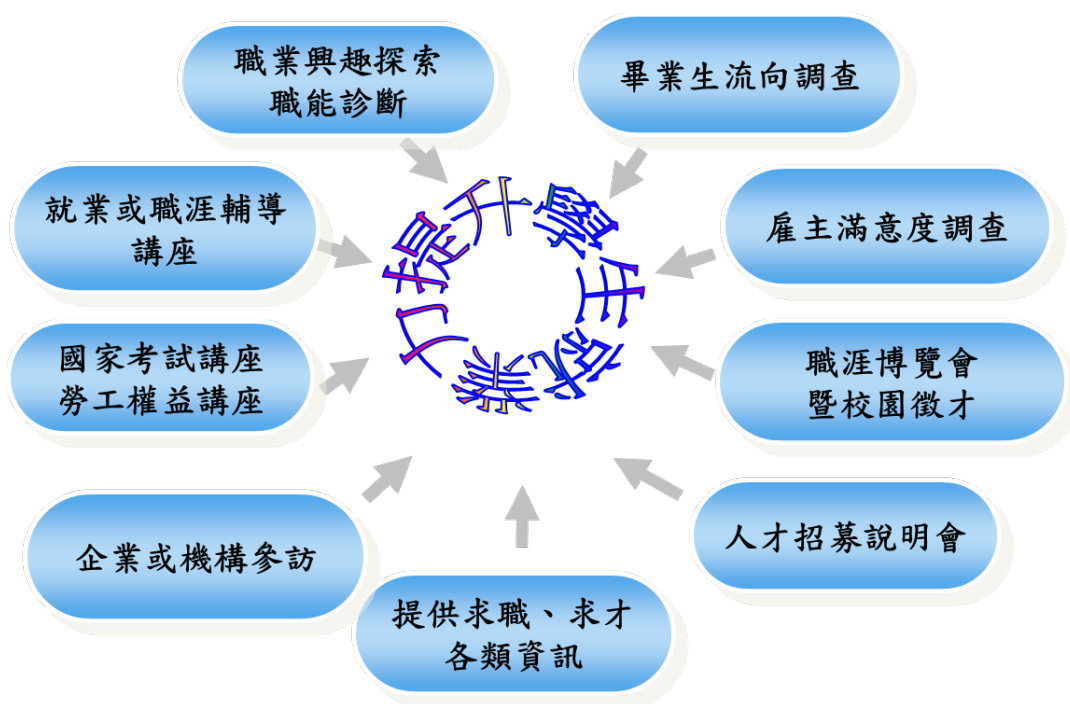 職業興趣探索
職能診斷
畢業生流向調查
就業或職涯輔導
講座
雇主滿意度調查
提升學生就業力
國家考試講座
勞工權益講座
職涯博覽會
暨校園徵才
企業或機構參訪
人才招募說明會
提供求職、求才
各類資訊